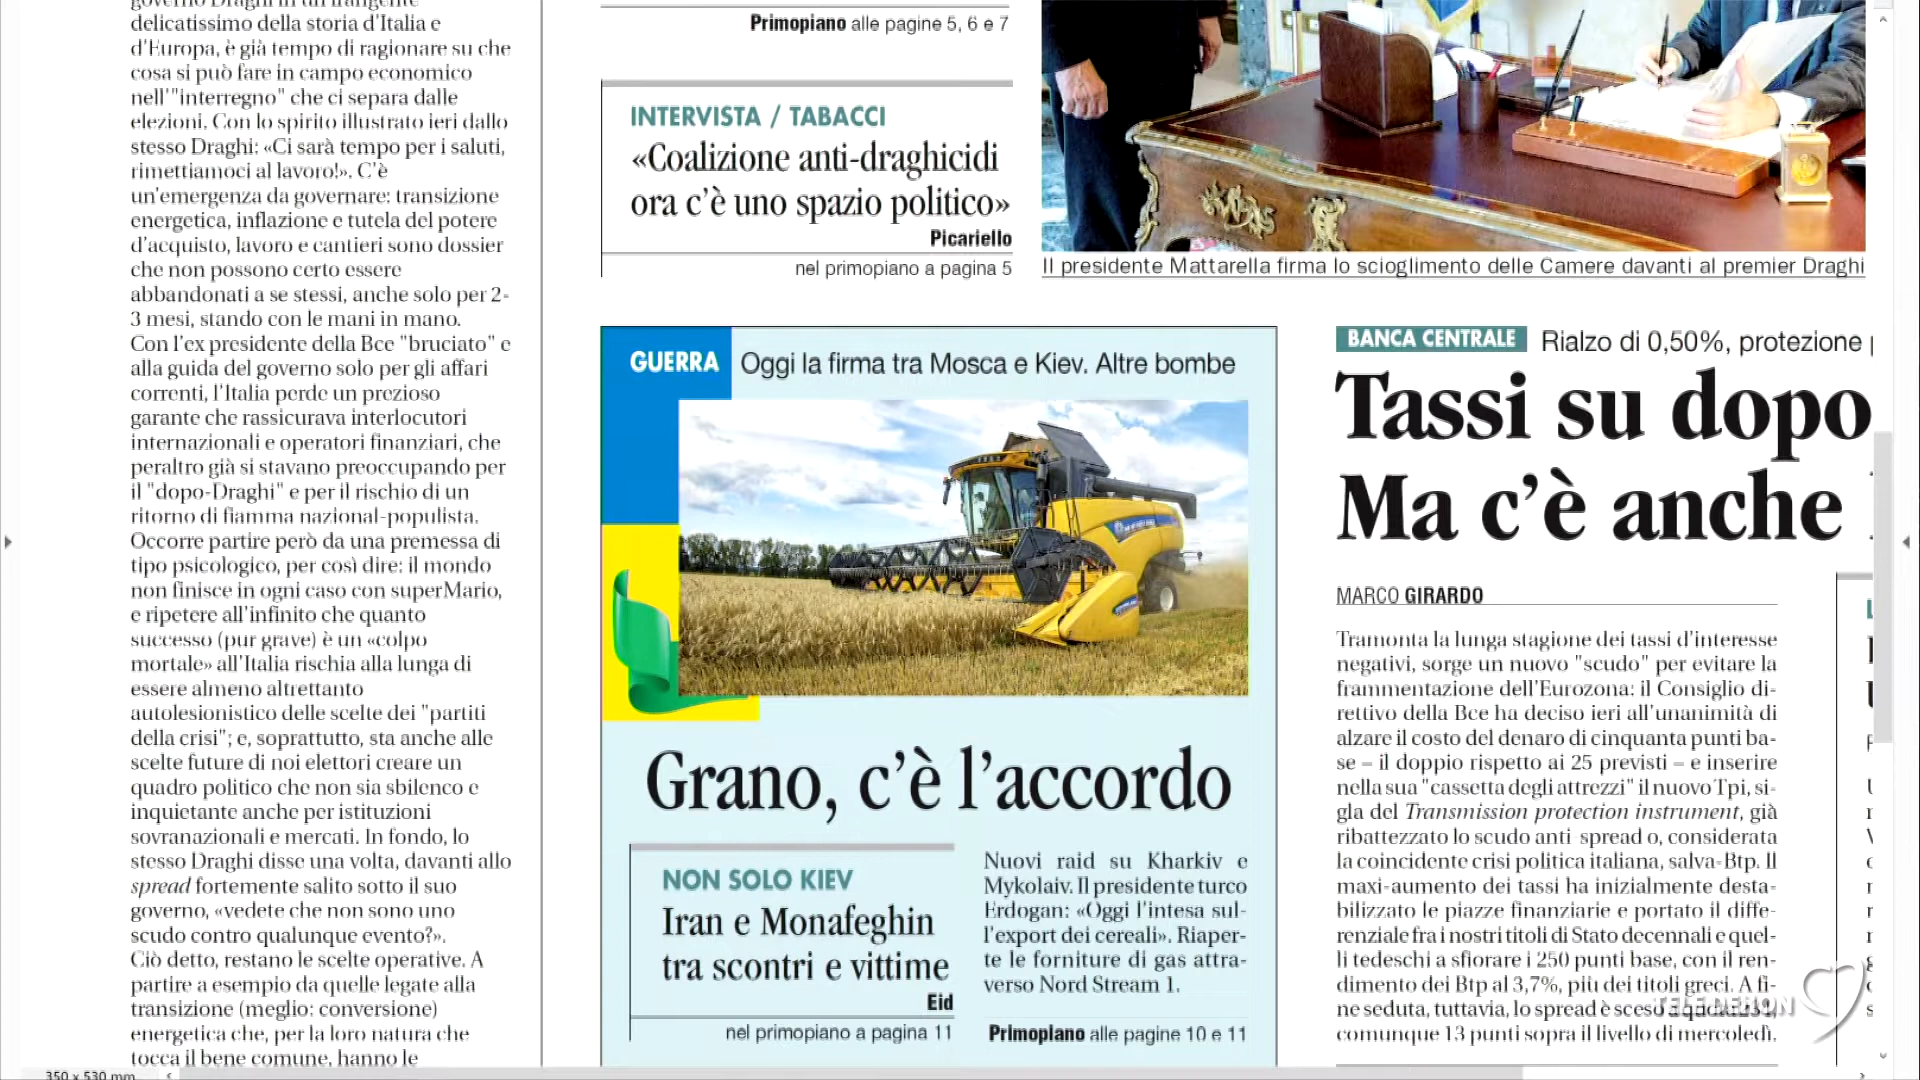 governo Draghi in un frangente
delicatissimo della storia d'Italia e
d'Europa, è già tempo di ragionare su che
cosa si può fare in campo economico
nell'"interregno" che ci separa dalle
elezioni. Con lo spirito illustrato ieri dallo
stesso Draghi: «Ci sarà tempo per i saluti,
rimettiamoci al lavoro!». C'è
un'emergenza da governare: transizione
energetica, inflazione e tutela del potere
d'acquisto, lavoro e cantieri sono dossier
che non possono certo essere
abbandonati a se stessi, anche solo per 2-
3 mesi, stando con le mani in mano.
Con l'ex presidente della Bce "bruciato" e
alla guida del governo solo per gli affari
correnti, l'Italia perde un prezioso
garante che rassicurava interlocutori
internazionali e operatori finanziari, che
peraltro già si stavano preoccupando per
il "dopo-Draghi" e per il rischio di un
ritorno di fiamma nazional-populista.
Occorre partire però da una premessa di
tipo psicologico, per così dire: il mondo
non finisce in ogni caso con superMario,
e ripetere all'infinito che quanto
successo (pur grave) è un «colpo
mortale» all'Italia rischia alla lunga di
essere almeno altrettanto
autolesionistico delle scelte dei "partiti
della crisi"; e, soprattutto, sta anche alle
scelte future di noi elettori creare un
quadro politico che non sia sbilenco e
inquietante anche per istituzioni
sovranazionali e mercati. In fondo, lo
stesso Draghi disse una volta, davanti allo
spread fortemente salito sotto il suo
governo, «vedete che non sono uno
scudo contro qualunque evento?».
Ciò detto, restano le scelte operative. A
partire a esempio da quelle legate alla
transizione (meglio: conversione)
energetica che, per la loro natura che
tocca il bene comune, hanno le
350 x 530 mm
Primopiano alle pagine 5, 6 e 7
INTERVISTA / TABACCI
«Coalizione anti-draghicidi
ora c'è uno spazio politico»
Picariello
nel primopiano a pagina 5
Il presidente Mattarella firma lo scioglimento delle Camere davanti al premier Draghi
GUERRA Oggi la firma tra Mosca e Kiev. Altre bombe
Grano, c'è l'accordo
NON SOLO KIEV
Iran e Monafeghin
tra scontri e vittime
Eid
nel primopiano a pagina 11
Nuovi raid su Kharkiv e
Mykolaiv. Il presidente turco
Erdogan: «Oggi l'intesa sul-
l'export dei cereali». Riaper-
te le forniture di gas attra-
verso Nord Stream 1.
Primopiano alle pagine 10 e 11
BANCA CENTRALE Rialzo di 0,50%, protezione
Tassi su dopo
Ma c'è anche
MARCO GIRARDO
Tramonta la lunga stagione dei tassi d'interesse
negativi, sorge un nuovo "scudo" per evitare la
frammentazione dell'Eurozona: il Consiglio di-
rettivo della Bce ha deciso ieri all'unanimità di
alzare il costo del denaro di cinquanta punti ba-
se – il doppio rispetto ai 25 previsti – e inserire
nella sua "cassetta degli attrezzi" il nuovo Tpi, si-
gla del Transmission protection instrument, già
ribattezzato lo scudo anti spread o, considerata
la coincidente crisi politica italiana, salva-Btp. Il
maxi-aumento dei tassi ha inizialmente desta-
bilizzato le piazze finanziarie e portato il diffe-
renziale fra i nostri titoli di Stato decennali e quel-
li tedeschi a sfiorare i 250 punti base, con il ren-
dimento dei Btp al 3,7%, più dei titoli greci. A fi-
ne seduta, tuttavia, lo spread è sceso
comunque 13 punti sopra il livello di mercoledì.
TELEDEHON